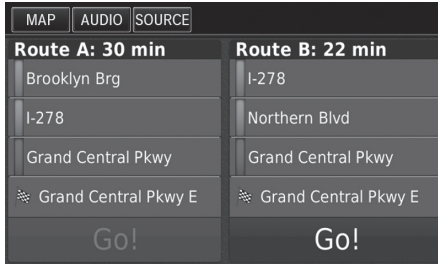 MAP AUDIO SOURCE
Route A: 30 min
Brooklyn Brg
I-278
Grand Central Pkwy
Grand Central Pkwy E
Go!
Route B: 22 min
I-278
Northern Blvd
Grand Central Pkwy
Grand Central Pkwy E
Go!